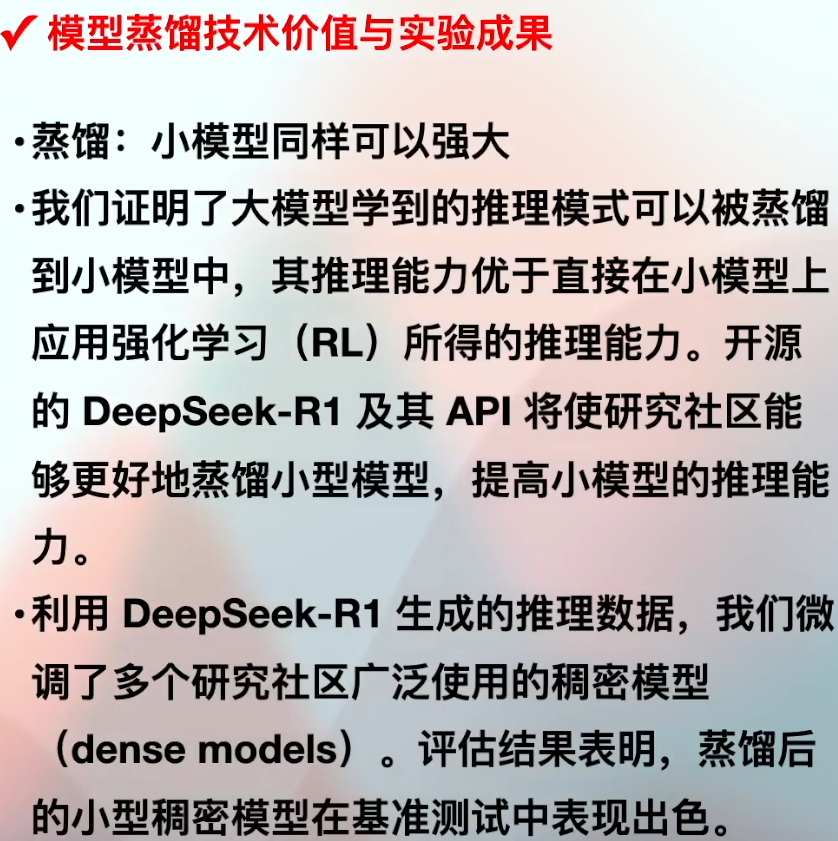 ✓ 模型蒸馏技术价值与实验成果
•蒸馏：小模型同样可以强大
•我们证明了大模型学到的推理模式可以被蒸馏
到小模型中，其推理能力优于直接在小模型上
应用强化学习（RL）所得的推理能力。开源
的 DeepSeek-R1 及其 API 将使研究社区能
够更好地蒸馏小型模型，提高小模型的推理能
力。
•利用 DeepSeek-R1 生成的推理数据，我们微
调了多个研究社区广泛使用的稠密模型
（dense models）。评估结果表明，蒸馏后
的小型稠密模型在基准测试中表现出色。